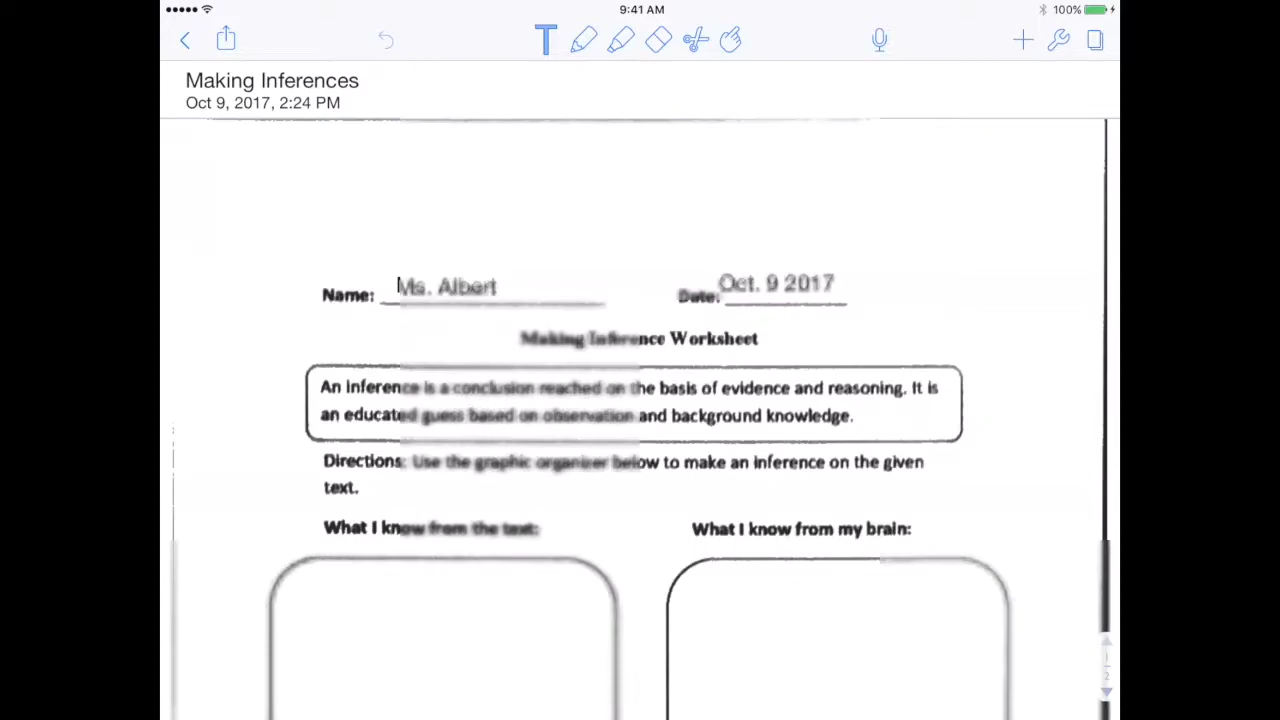 9:41 AM
100%
T
Making Inferences
Oct 9, 2017, 2:24 PM
Name: Ms. Albert Date: Oct. 9 2017
Making Inference Worksheet
An inference is a conclusion reached on the basis of evidence and reasoning. It is
an educated guess based on observation and background knowledge.
Directions: Use the graphic organizer below to make an inference on the given
text.
What I know from the text: What I know from my brain:
1
2